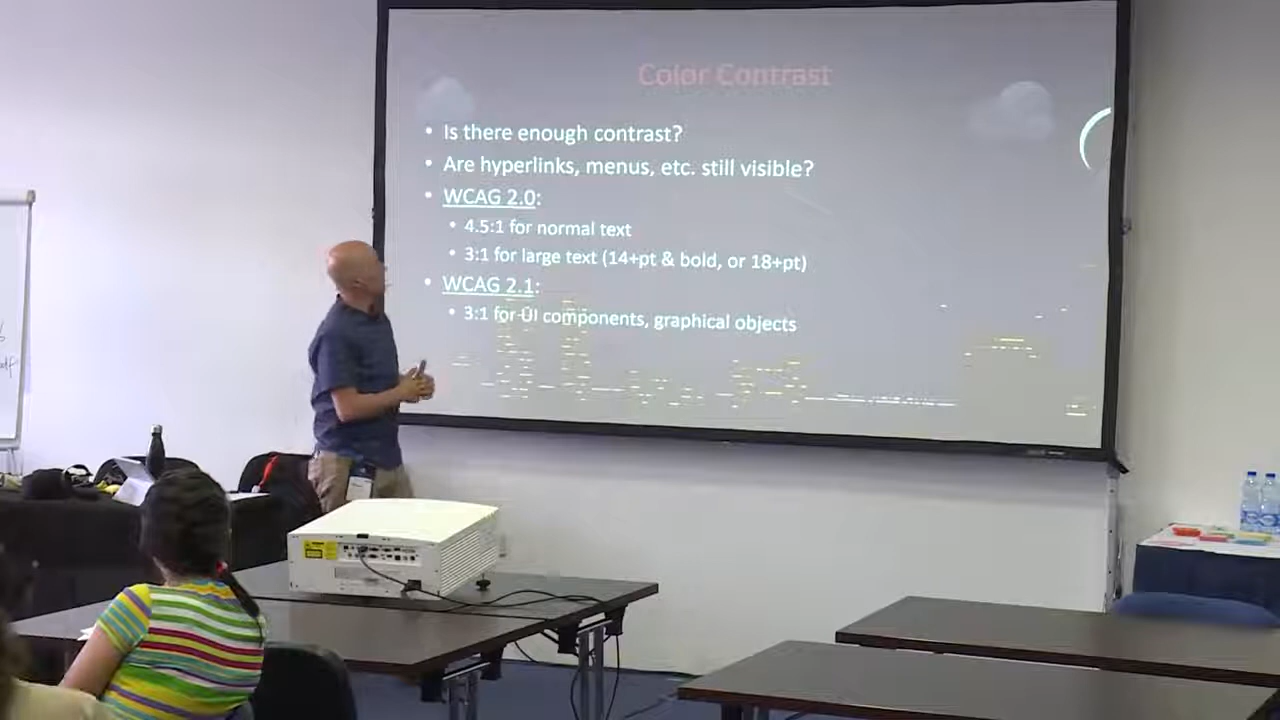 Color Contrast
• Is there enough contrast?
• Are hyperlinks, menus, etc. still visible?
• WCAG 2.0:
• 4.5:1 for normal text
• 3:1 for large text (14+pt & bold, or 18+pt)
• WCAG 2.1:
• 3:1 for UI components, graphical objects